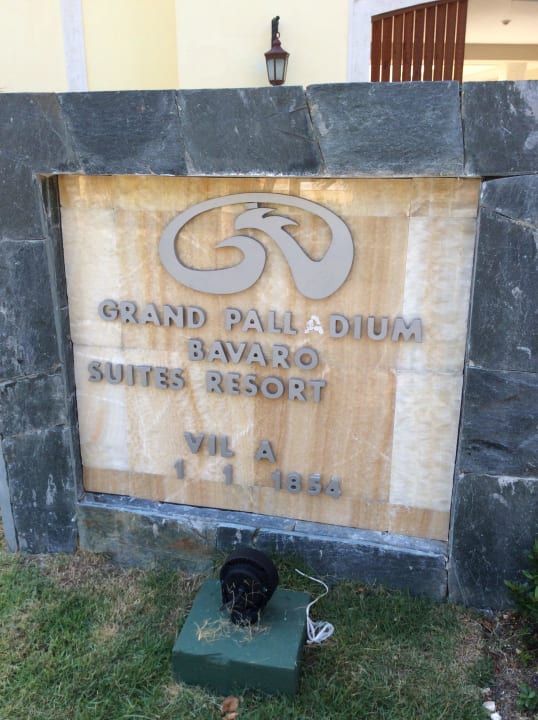 GRAND PALLADIUM
BAVARO
SUITES RESORT
VIL A
1 1 1854